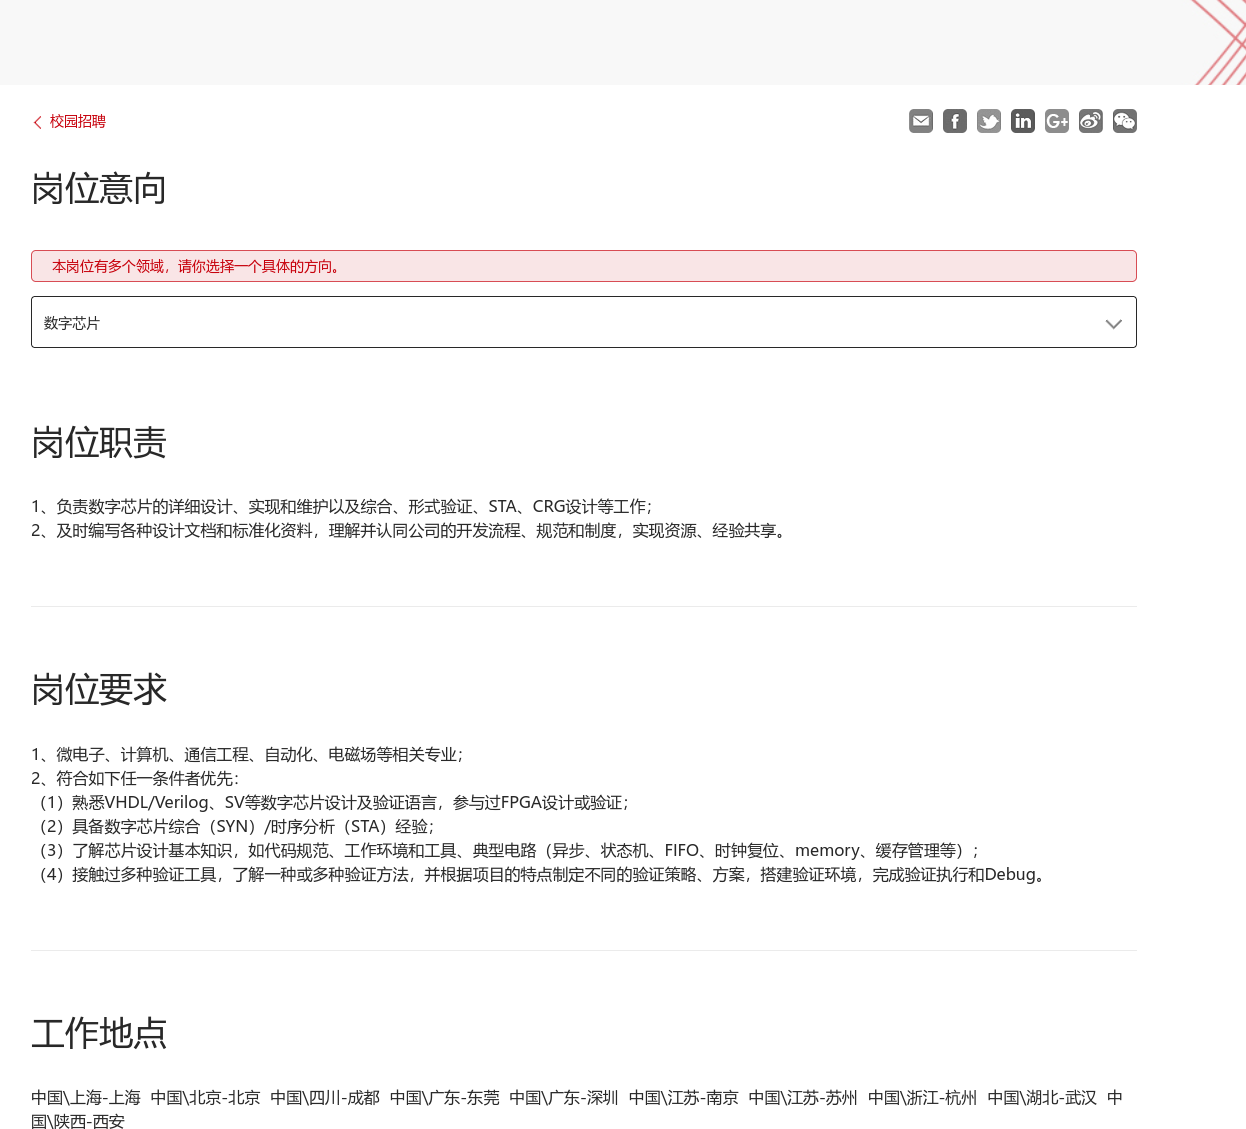 校园招聘
岗位意向
本岗位有多个领域，请你选择一个具体的方向。
数字芯片
岗位职责
1、负责数字芯片的详细设计、实现和维护以及综合、形式验证、STA、CRG设计等工作；
2、及时编写各种设计文档和标准化资料，理解并认同公司的开发流程、规范和制度，实现资源、经验共享。
岗位要求
1、微电子、计算机、通信工程、自动化、电磁场等相关专业；
2、符合如下任一条件者优先：
（1）熟悉VHDL/Verilog、SV等数字芯片设计及验证语言，参与过FPGA设计或验证；
（2）具备数字芯片综合（SYN）/时序分析（STA）经验；
（3）了解芯片设计基本知识，如代码规范、工作环境和工具、典型电路（异步、状态机、FIFO、时钟复位、memory、缓存管理等）；
（4）接触过多种验证工具，了解一种或多种验证方法，并根据项目的特点制定不同的验证策略、方案，搭建验证环境，完成验证执行和Debug。
工作地点
中国\上海-上海 中国\北京-北京 中国\四川-成都 中国\广东-东莞 中国\广东-深圳 中国\江苏-南京 中国\江苏-苏州 中国\浙江-杭州 中国\湖北-武汉 中
国\陕西-西安